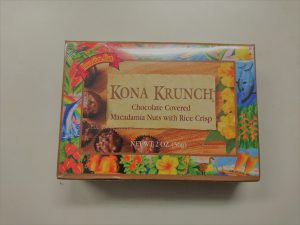 KONA KRUNCH
Chocolate Covered
Macadamia Nuts with Rice Crisp
NET WT. 2 OZ. (56g)